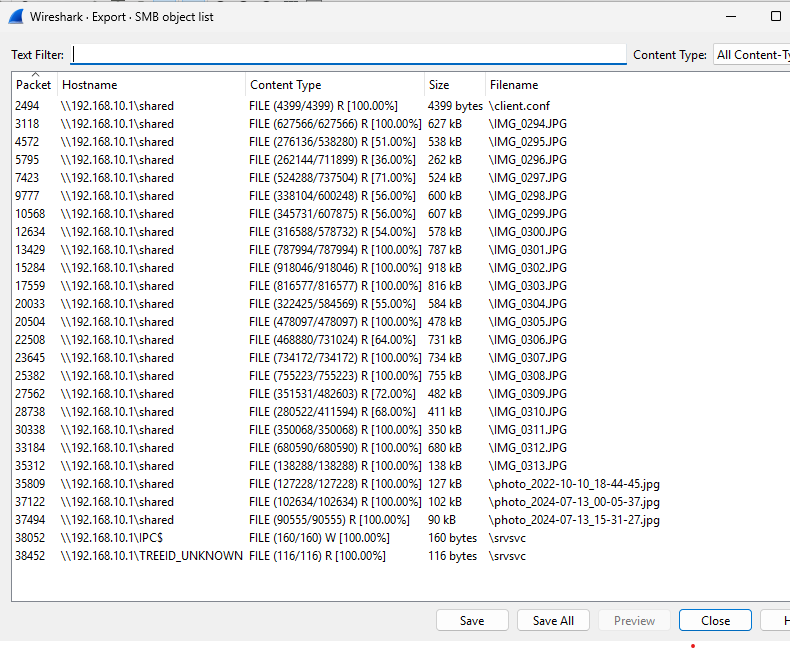 Wireshark · Export · SMB object list
Text Filter: Content Type: All Content-Ty
Packet Hostname Content Type Size Filename
2494 \\192.168.10.1\shared FILE (4399/4399) R [100.00%] 4399 bytes \client.conf
3118 \\192.168.10.1\shared FILE (627566/627566) R [100.00%] 627 kB \IMG_0294.JPG
4572 \\192.168.10.1\shared FILE (276136/538280) R [51.00%] 538 kB \IMG_0295.JPG
5795 \\192.168.10.1\shared FILE (262144/711899) R [36.00%] 262 kB \IMG_0296.JPG
7423 \\192.168.10.1\shared FILE (524288/737504) R [71.00%] 524 kB \IMG_0297.JPG
9777 \\192.168.10.1\shared FILE (338104/600248) R [56.00%] 600 kB \IMG_0298.JPG
10568 \\192.168.10.1\shared FILE (345731/607875) R [56.00%] 607 kB \IMG_0299.JPG
12634 \\192.168.10.1\shared FILE (316588/578732) R [54.00%] 578 kB \IMG_0300.JPG
13429 \\192.168.10.1\shared FILE (787994/787994) R [100.00%] 787 kB \IMG_0301.JPG
15284 \\192.168.10.1\shared FILE (918046/918046) R [100.00%] 918 kB \IMG_0302.JPG
17559 \\192.168.10.1\shared FILE (816577/816577) R [100.00%] 816 kB \IMG_0303.JPG
20033 \\192.168.10.1\shared FILE (322425/584569) R [55.00%] 584 kB \IMG_0304.JPG
20504 \\192.168.10.1\shared FILE (478097/478097) R [100.00%] 478 kB \IMG_0305.JPG
22508 \\192.168.10.1\shared FILE (468880/731024) R [64.00%] 731 kB \IMG_0306.JPG
23645 \\192.168.10.1\shared FILE (734172/734172) R [100.00%] 734 kB \IMG_0307.JPG
25382 \\192.168.10.1\shared FILE (755223/755223) R [100.00%] 755 kB \IMG_0308.JPG
27562 \\192.168.10.1\shared FILE (351531/482603) R [72.00%] 482 kB \IMG_0309.JPG
28738 \\192.168.10.1\shared FILE (280522/411594) R [68.00%] 411 kB \IMG_0310.JPG
30338 \\192.168.10.1\shared FILE (350068/350068) R [100.00%] 350 kB \IMG_0311.JPG
33184 \\192.168.10.1\shared FILE (680590/680590) R [100.00%] 680 kB \IMG_0312.JPG
35312 \\192.168.10.1\shared FILE (138288/138288) R [100.00%] 138 kB \IMG_0313.JPG
35809 \\192.168.10.1\shared FILE (127228/127228) R [100.00%] 127 kB \photo_2022-10-10_18-44-45.jpg
37122 \\192.168.10.1\shared FILE (102634/102634) R [100.00%] 102 kB \photo_2024-07-13_00-05-37.jpg
37494 \\192.168.10.1\shared FILE (90555/90555) R [100.00%] 90 kB \photo_2024-07-13_15-31-27.jpg
38052 \\192.168.10.1\IPC$ FILE (160/160) W [100.00%] 160 bytes \srvsvc
38452 \\192.168.10.1\TREEID_UNKNOWN FILE (116/116) R [100.00%] 116 bytes \srvsvc
Save Save All Preview Close H